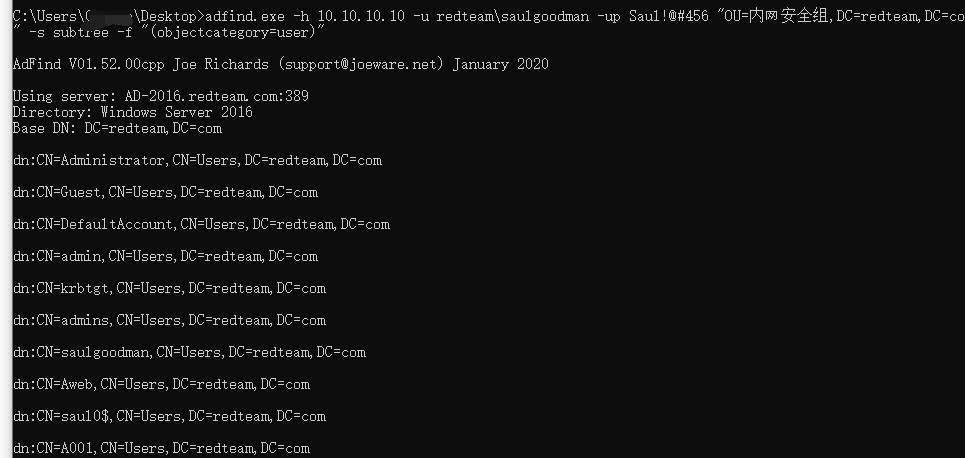 C:\Users\G\Desktop>adfind.exe -h 10.10.10.10 -u redteam\saulgoodman -up Saul!@#456 "OU=内网安全组,DC=redteam,DC=co
" -s subtree -f "(objectcategory=user)"
AdFind V01.52.00cpp Joe Richards (support@joeware.net) January 2020
Using server: AD-2016.redteam.com:389
Directory: Windows Server 2016
Base DN: DC=redteam,DC=com
dn:CN=Administrator,CN=Users,DC=redteam,DC=com
dn:CN=Guest,CN=Users,DC=redteam,DC=com
dn:CN=DefaultAccount,CN=Users,DC=redteam,DC=com
dn:CN=admin,CN=Users,DC=redteam,DC=com
dn:CN=krbtgt,CN=Users,DC=redteam,DC=com
dn:CN=admins,CN=Users,DC=redteam,DC=com
dn:CN=saulgoodman,CN=Users,DC=redteam,DC=com
dn:CN=Aweb,CN=Users,DC=redteam,DC=com
dn:CN=saul0$,CN=Users,DC=redteam,DC=com
dn:CN=A001,CN=Users,DC=redteam,DC=com